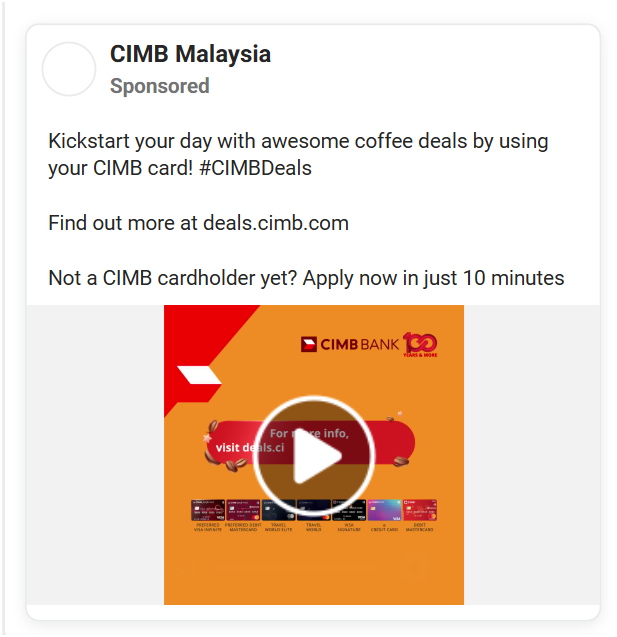 CIMB Malaysia
Sponsored
Kickstart your day with awesome coffee deals by using
your CIMB card! #CIMBDeals
Find out more at deals.cimb.com
Not a CIMB cardholder yet? Apply now in just 10 minutes
CIMB BANK 100
YEARS & MORE
For more info,
visit deals.ci
PREFERRED VISA INFINITE
PREFERRED DEBIT MASTERCARD
TRAVEL WORLD ELITE
TRAVEL WORLD
VISA SIGNATURE
e CREDIT CARD
DEBIT MASTERCARD